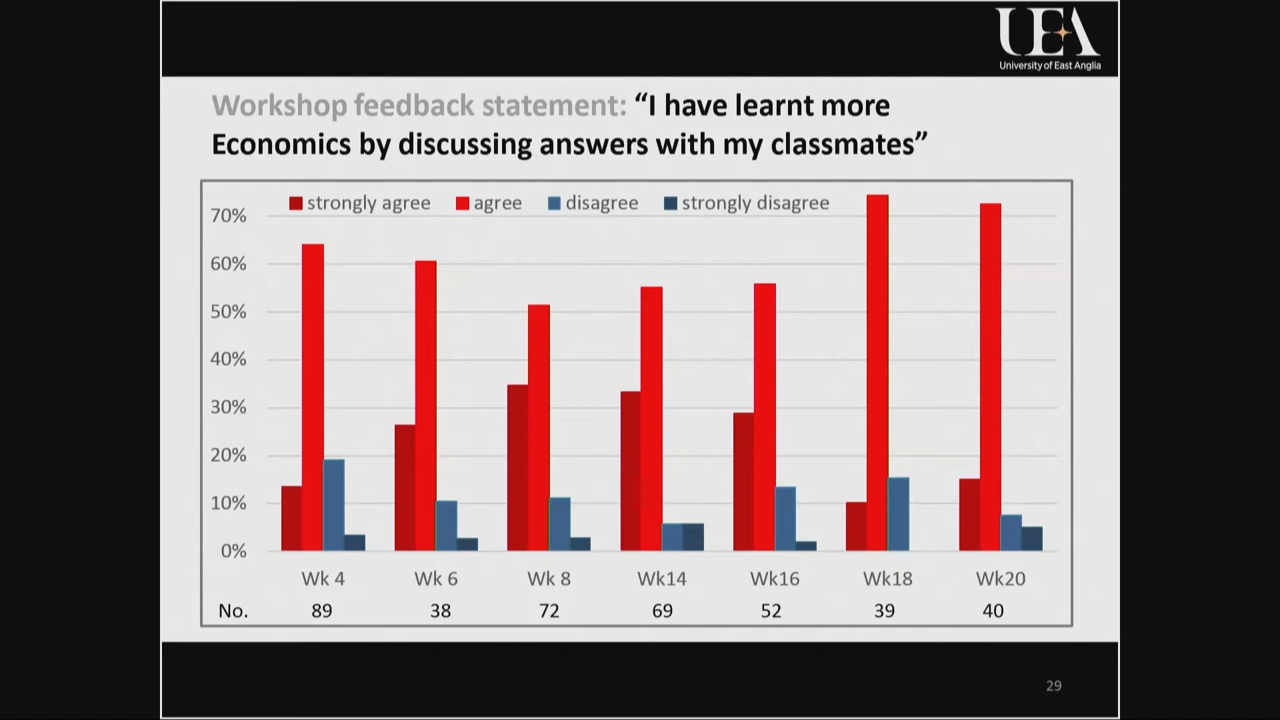 UEA
University of East Anglia
Workshop feedback statement: “I have learnt more
Economics by discussing answers with my classmates”
strongly agree agree disagree strongly disagree
70%
60%
50%
40%
30%
20%
10%
0%
Wk 4 Wk 6 Wk 8 Wk14 Wk16 Wk18 Wk20
No. 89 38 72 69 52 39 40
29